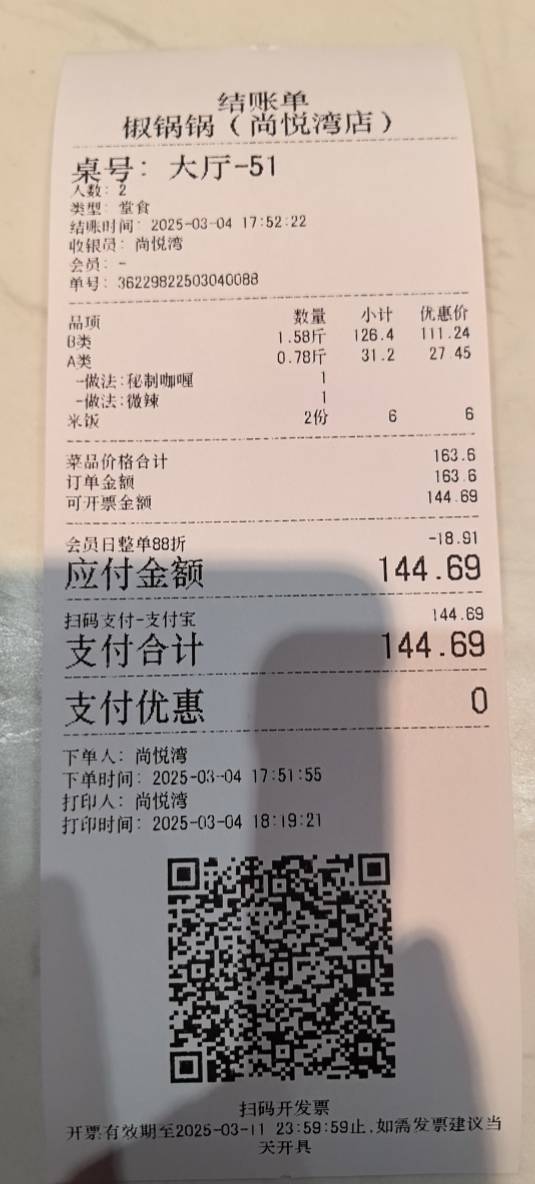 结账单
椒锅锅（尚悦湾店）
桌号: 大厅-51
人数: 2
类型: 堂食
结账时间: 2025-03-04 17:52:22
收银员: 尚悦湾
会员: -
单号: 36229822503040088
品项 数量 小计 优惠价
B类 1.58斤 126.4 111.24
A类 0.78斤 31.2 27.45
-做法:秘制咖喱 1
-做法:微辣 1
米饭 2份 6 6
菜品价格合计 163.6
订单金额 163.6
可开票金额 144.69
会员日整单88折 -18.91
应付金额 144.69
扫码支付-支付宝 144.69
支付合计 144.69
支付优惠 0
下单人: 尚悦湾
下单时间: 2025-03-04 17:51:55
打印人: 尚悦湾
打印时间: 2025-03-04 18:19:21
扫码开发票
开票有效期至2025-03-11 23:59:59止,如需发票建议当
天开具